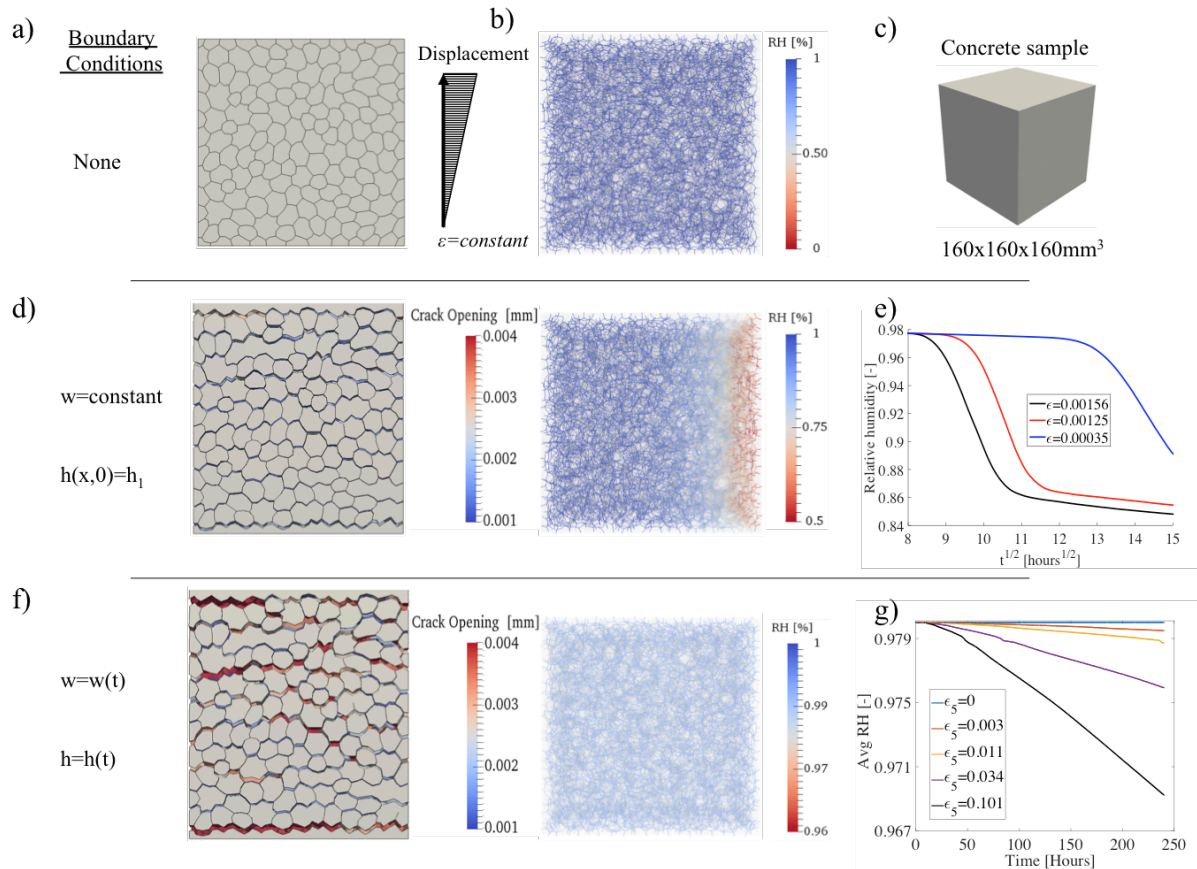 a)
Boundary
Conditions
None
Displacement
ε=constant
b)
RH [%]
1
0.50
0
c)
Concrete sample
160x160x160mm³
d)
w=constant
h(x,0)=h₁
Crack Opening [mm]
0.004
0.003
0.002
0.001
RH [%]
1
0.75
0.5
e)
Relative humidity [-]
0.98
0.96
0.94
0.92
0.9
0.88
0.86
0.84
ϵ=0.00156
ϵ=0.00125
ϵ=0.00035
8 9 10 11 12 13 14 15
t^1/2 [hours^1/2]
f)
w=w(t)
h=h(t)
Crack Opening [mm]
0.004
0.003
0.002
0.001
RH [%]
1
0.99
0.98
0.97
0.96
g)
Avg RH [-]
0.979
0.975
0.971
0.967
ϵ₅=0
ϵ₅=0.003
ϵ₅=0.011
ϵ₅=0.034
ϵ₅=0.101
0 50 100 150 200 250
Time [Hours]